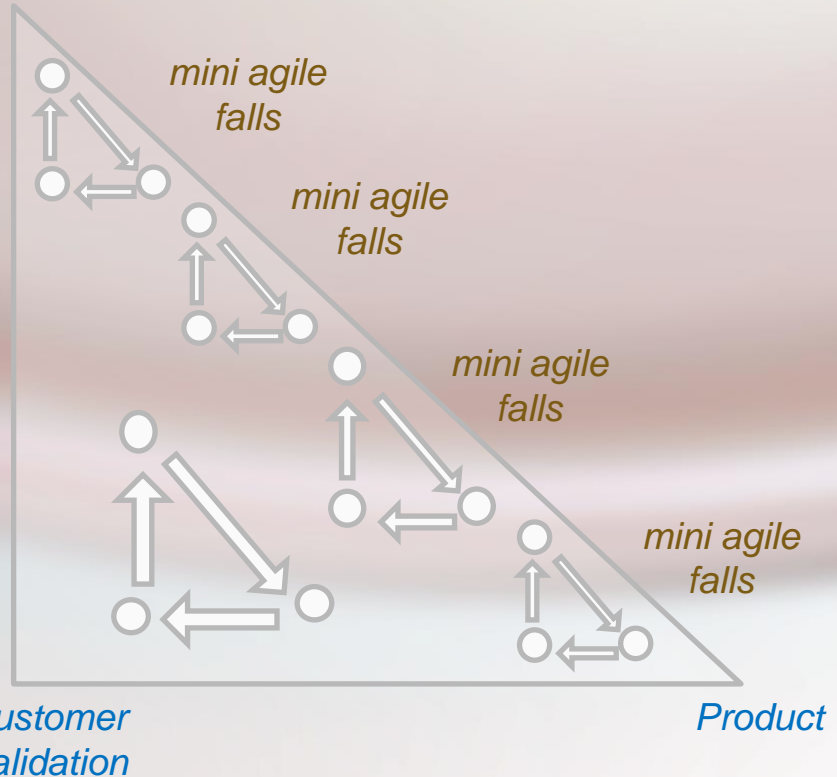 mini agile
falls
mini agile
falls
mini agile
falls
mini agile
falls
ustomer
alidation
Product